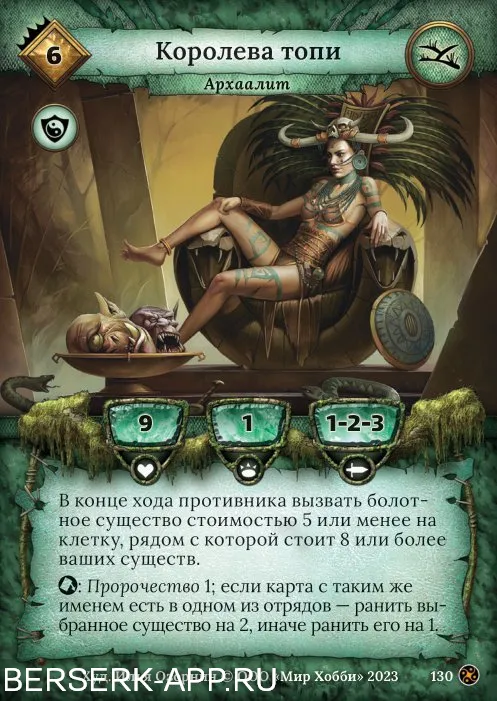 6
Королева топи
Архаалит
9
1
1-2-3
В конце хода противника вызвать болот-
ное существо стоимостью 5 или менее на
клетку, рядом с которой стоит 8 или более
ваших существ.
: Пророчество 1; если карта с таким же
именем есть в одном из отрядов — ранить вы-
бранное существо на 2, иначе ранить его на 1.
© ООО «Мир Хобби» 2023 130
BERSERK-APP.RU